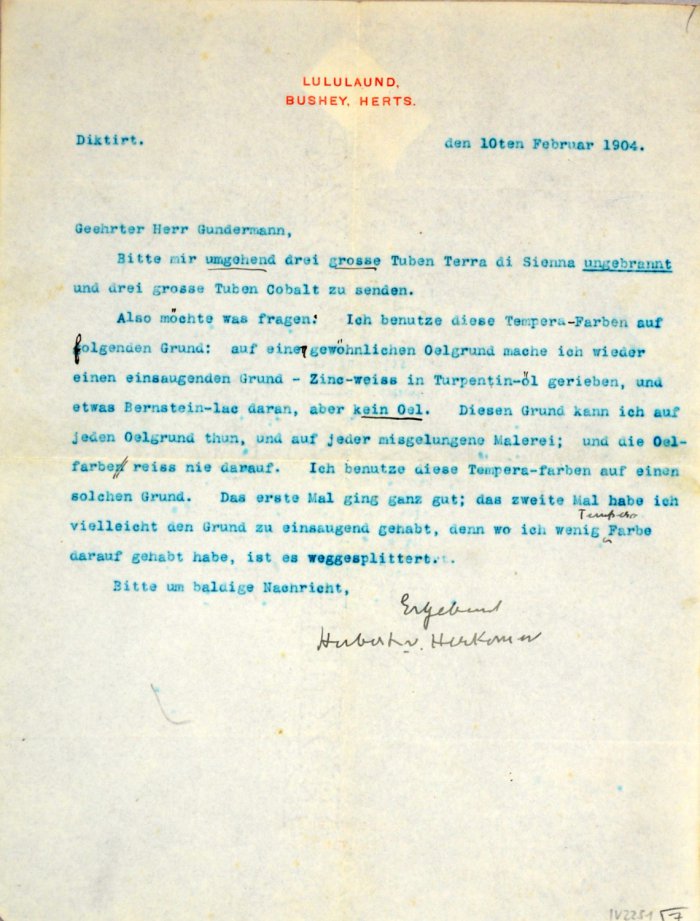 LULULAUND,
BUSHEY, HERTS.
Diktirt. den 10ten Februar 1904.
Geehrter Herr Gundermann,
Bitte mir umgehend drei grosse Tuben Terra di Sienna ungebrannt
und drei grosse Tuben Cobalt zu senden.
Also möchte was fragen: Ich benutze diese Tempera-Farben auf
folgenden Grund: auf eine gewöhnlichen Oelgrund mache ich wieder
einen einsaugenden Grund - Zinc-weiss in Turpentin-öl gerieben, und
etwas Bernstein-lac daran, aber kein Oel. Diesen Grund kann ich auf
jeden Oelgrund thun, und auf jeder misgelungene Malerei; und die Oel-
farbe reiss nie darauf. Ich benutze diese Tempera-farben auf einen
solchen Grund. Das erste Mal ging ganz gut; das zweite Mal habe ich
Tempera
vielleicht den Grund zu einsaugend gehabt, denn wo ich wenig Farbe
darauf gehabt habe, ist es weggesplittert..
Bitte um baldige Nachricht,
Ergebenst
Hubert v. Herkomer
IV2251